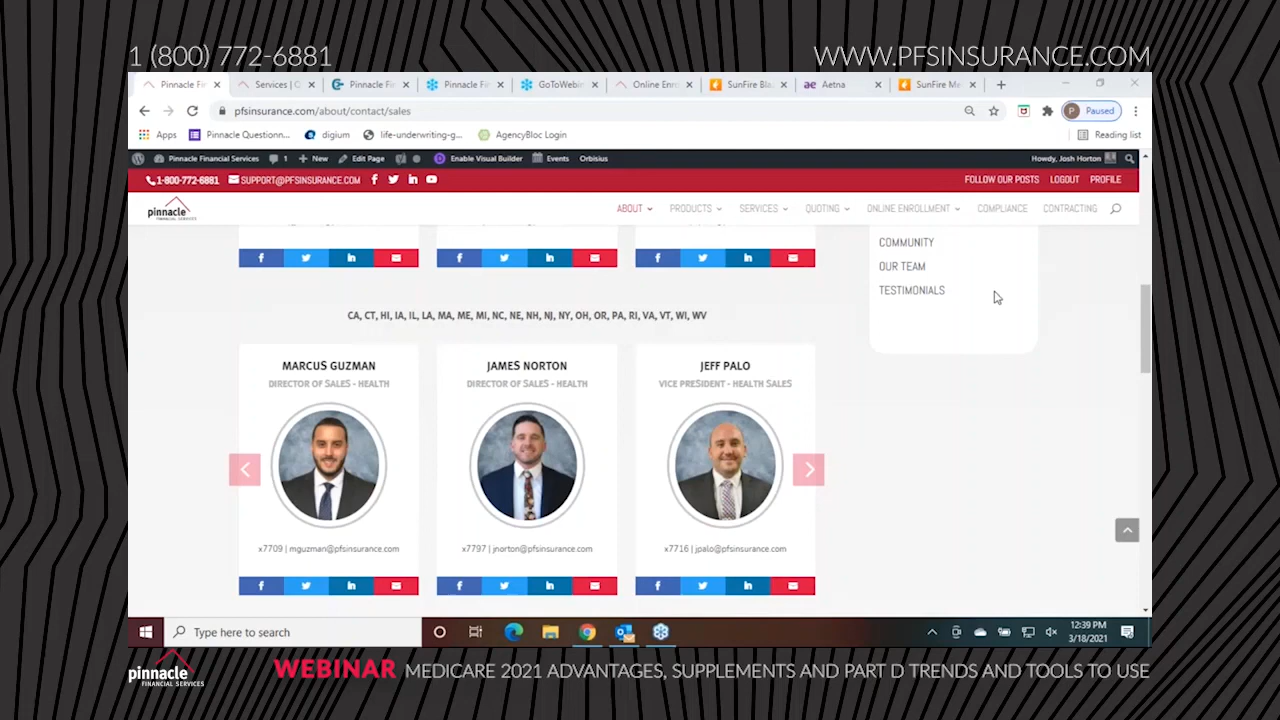 1 (800) 772-6881
WWW.PFSINSURANCE.COM
Pinnacle Fin
Services | Q
Pinnacle Fi
Pinnacle Fin
GoToWebin
Online Enro
SunFire Bla
Aetna
SunFire Me
pfsinsurance.com/about/contact/sales
Paused
Apps
Pinnacle Questionn...
digium
life-underwriting-g...
AgencyBloc Login
Reading list
Pinnacle Financial Services
1
New
Edit Page
Enable Visual Builder
Events
Orbisius
Howdy, Josh Horton
1-800-772-6881
SUPPORT@PFSINSURANCE.COM
FOLLOW OUR POSTS
LOGOUT
PROFILE
pinnacle
FINANCIAL SERVICES
ABOUT
PRODUCTS
SERVICES
QUOTING
ONLINE ENROLLMENT
COMPLIANCE
CONTRACTING
COMMUNITY
OUR TEAM
TESTIMONIALS
CA, CT, HI, IA, IL, LA, MA, ME, MI, NC, NE, NH, NJ, NY, OH, OR, PA, RI, VA, VT, WI, WV
MARCUS GUZMAN
DIRECTOR OF SALES - HEALTH
JAMES NORTON
DIRECTOR OF SALES - HEALTH
JEFF PALO
VICE PRESIDENT - HEALTH SALES
x7709 | mguzman@pfsinsurance.com
x7797 | jnorton@pfsinsurance.com
x7716 | jpalo@pfsinsurance.com
Type here to search
12:39 PM
3/18/2021
pinnacle
FINANCIAL SERVICES
WEBINAR MEDICARE 2021 ADVANTAGES, SUPPLEMENTS AND PART D TRENDS AND TOOLS TO USE